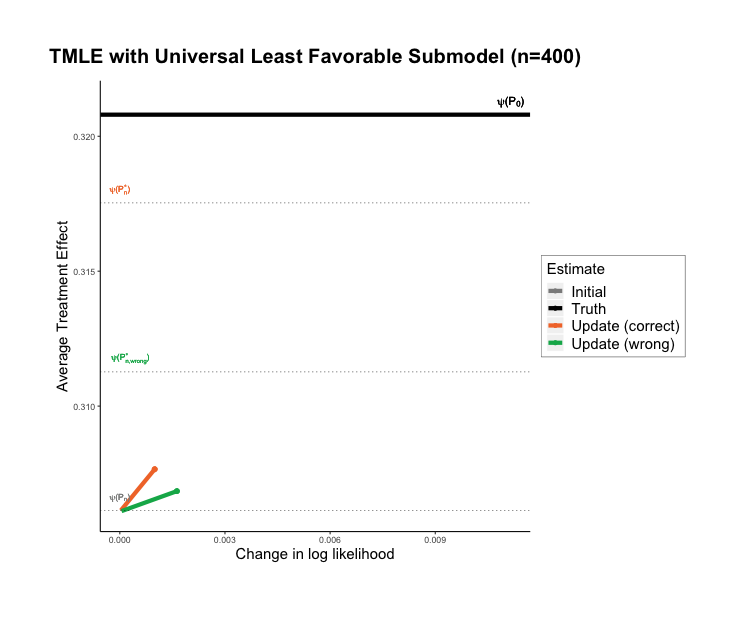 TMLE with Universal Least Favorable Submodel (n=400)
ψ(P₀)
0.320
ψ(Pₙ*)
0.315
ψ(P*ₙ,wrong)
0.310
ψ(Pₙ)
0.000 0.003 0.006 0.009
Change in log likelihood
Average Treatment Effect
Estimate
Initial
Truth
Update (correct)
Update (wrong)